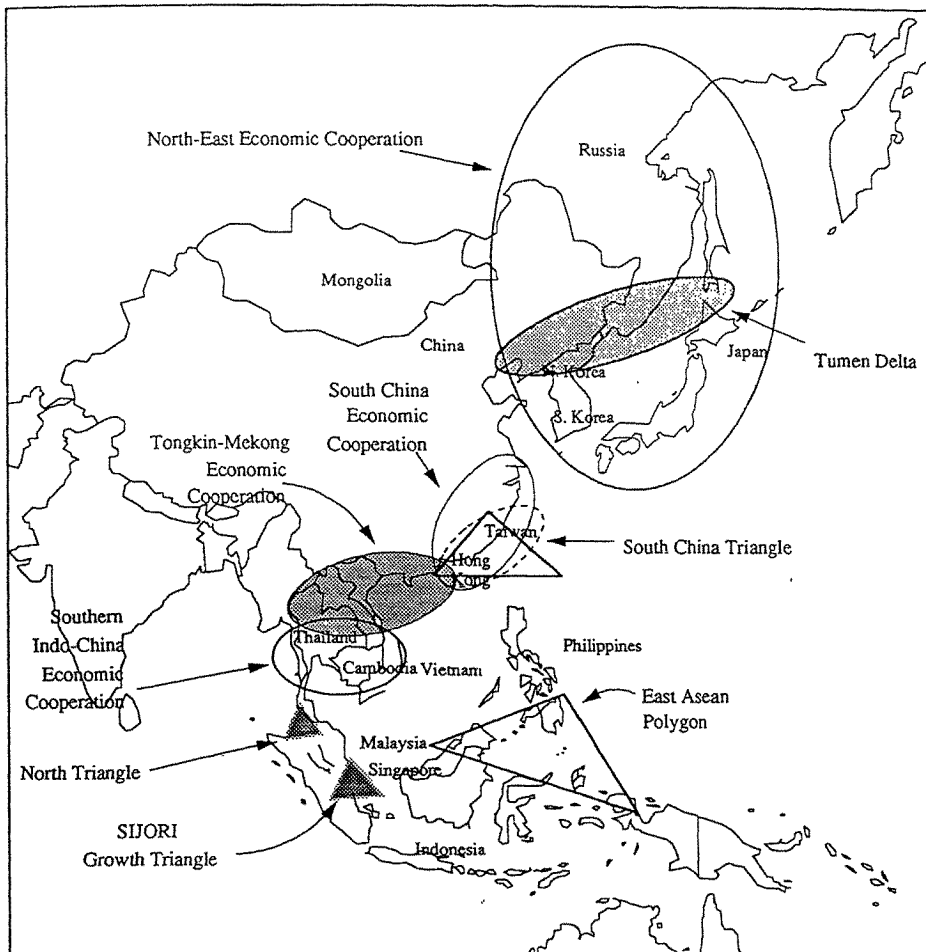 North-East Economic Cooperation
Russia
Mongolia
China
Japan
Tumen Delta
Korea
S. Korea
South China
Economic
Cooperation
Tongkin-Mekong
Economic
Cooperation
Taiwan
South China Triangle
Hong
Kong
Southern
Indo-China
Economic
Cooperation
Thailand
Cambodia Vietnam
Philippines
East Asean
Polygon
Malaysia
Singapore
North Triangle
SIJORI
Growth Triangle
Indonesia